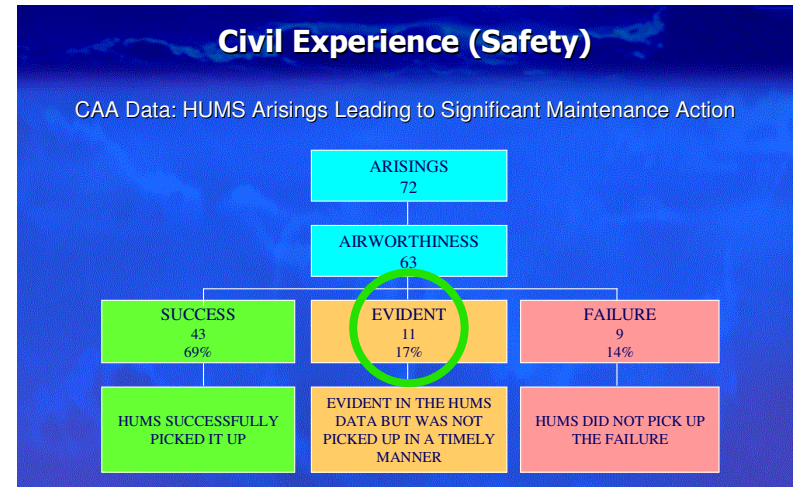 Civil Experience (Safety)
CAA Data: HUMS Arisings Leading to Significant Maintenance Action
ARISINGS
72
AIRWORTHINESS
63
SUCCESS
43
69%
EVIDENT
11
17%
FAILURE
9
14%
HUMS SUCCESSFULLY
PICKED IT UP
EVIDENT IN THE HUMS
DATA BUT WAS NOT
PICKED UP IN A TIMELY
MANNER
HUMS DID NOT PICK UP
THE FAILURE